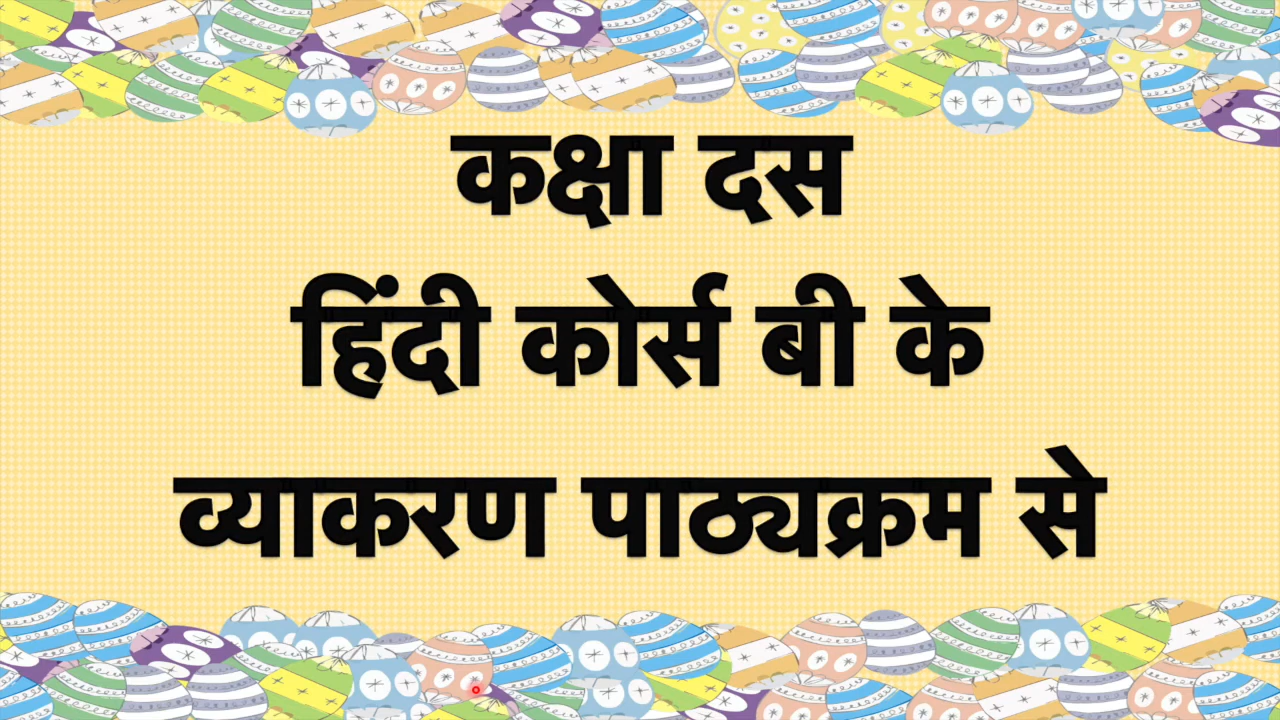 कक्षा दस
हिंदी कोर्स बी के
व्याकरण पाठ्यक्रम से